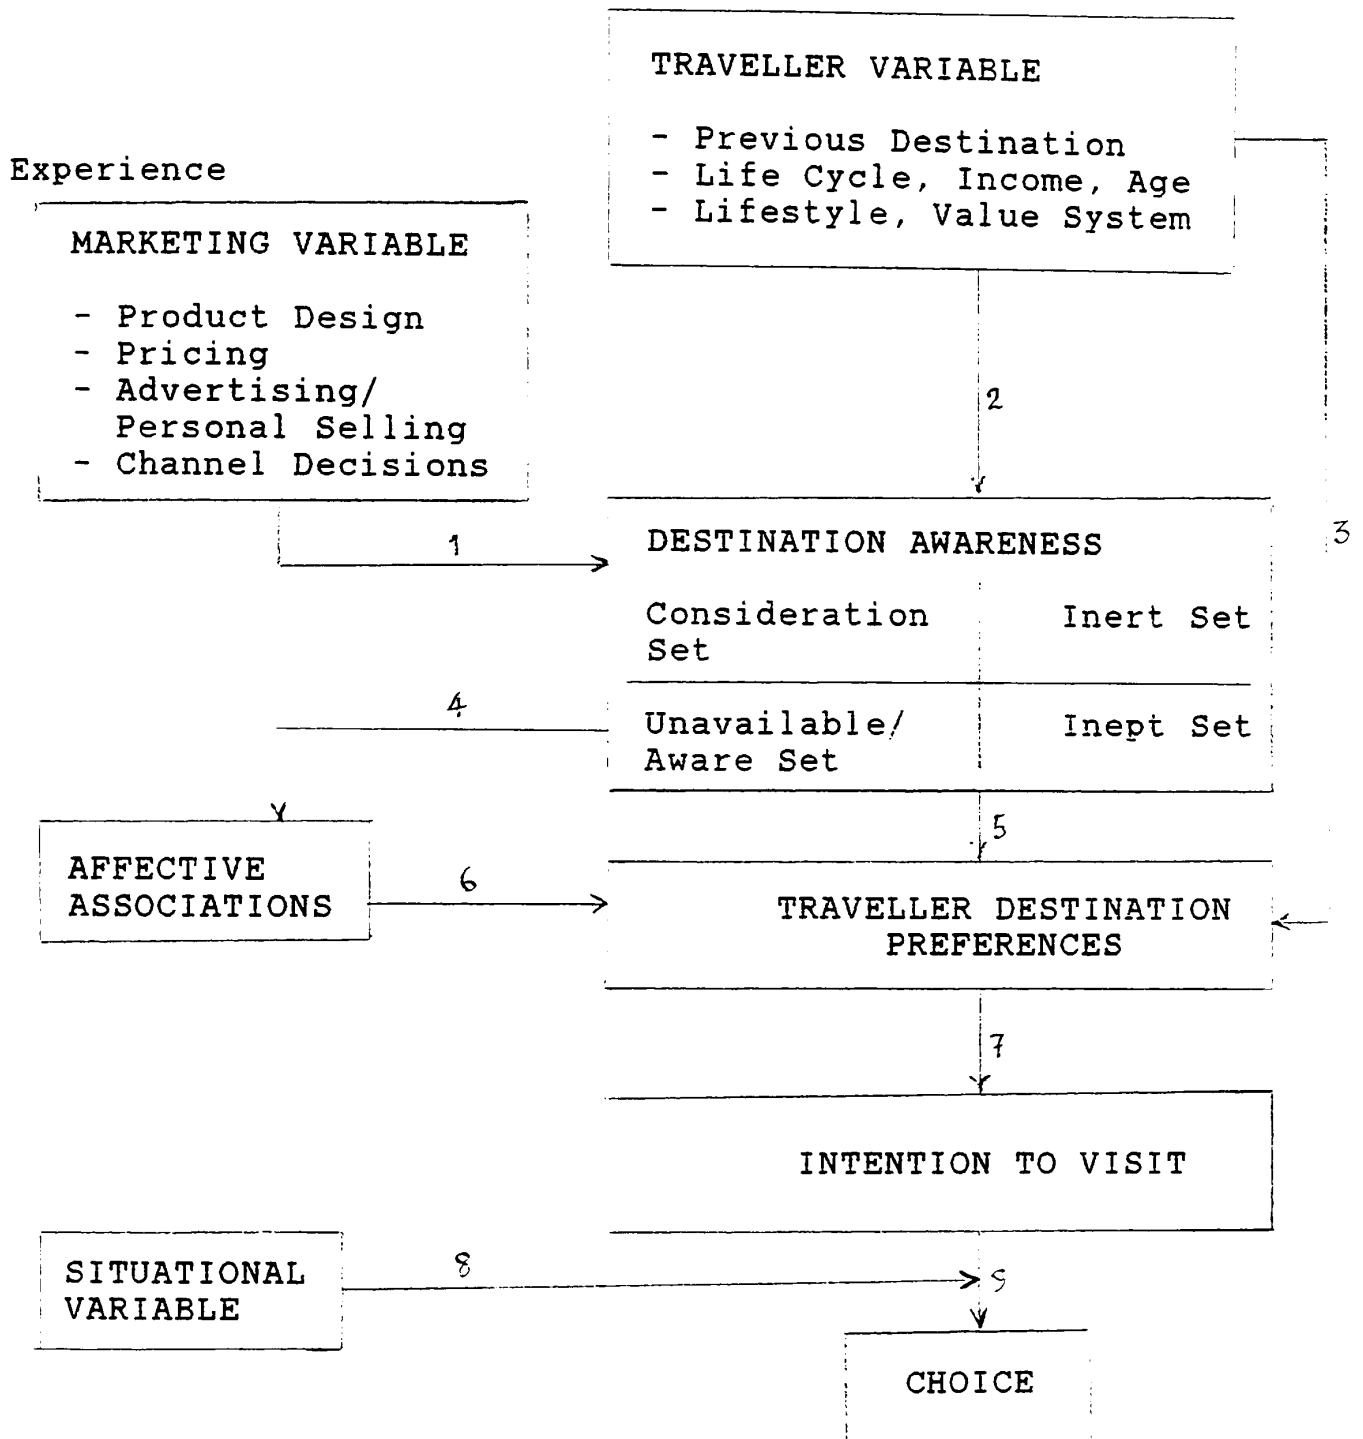 TRAVELLER VARIABLE
- Previous Destination
- Life Cycle, Income, Age
- Lifestyle, Value System
Experience
MARKETING VARIABLE
- Product Design
- Pricing
- Advertising/
Personal Selling
- Channel Decisions
2
3
1
DESTINATION AWARENESS
Consideration
Set
Inert Set
4
Unavailable/
Aware Set
Inept Set
5
AFFECTIVE
ASSOCIATIONS
6
TRAVELLER DESTINATION
PREFERENCES
7
INTENTION TO VISIT
SITUATIONAL
VARIABLE
8
9
CHOICE